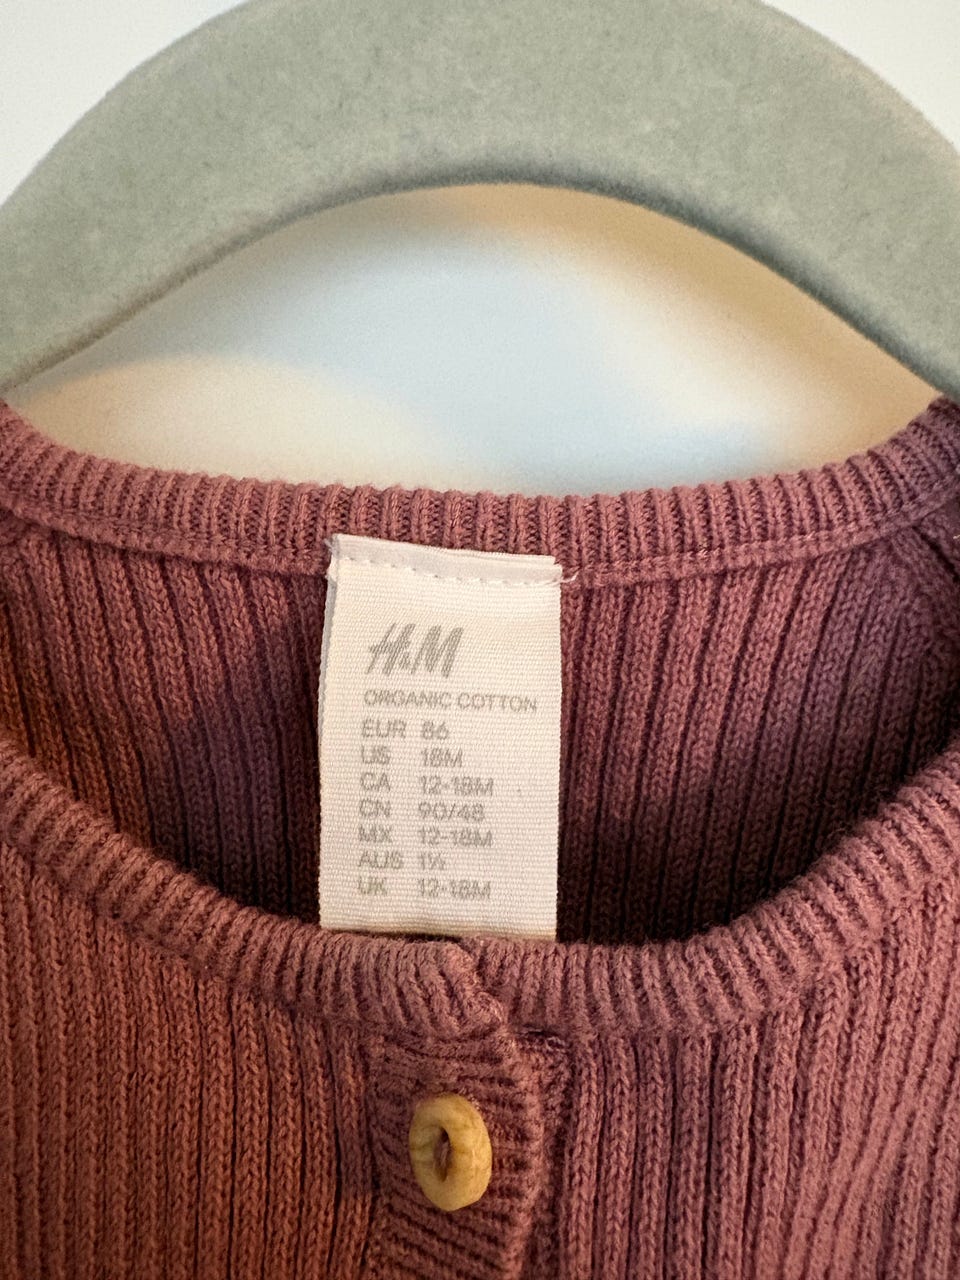 H&M
ORGANIC COTTON
EUR 86
US 18M
CA 12-18M
CN 90/48
MX 12-18M
AUS 1½
UK 12-18M